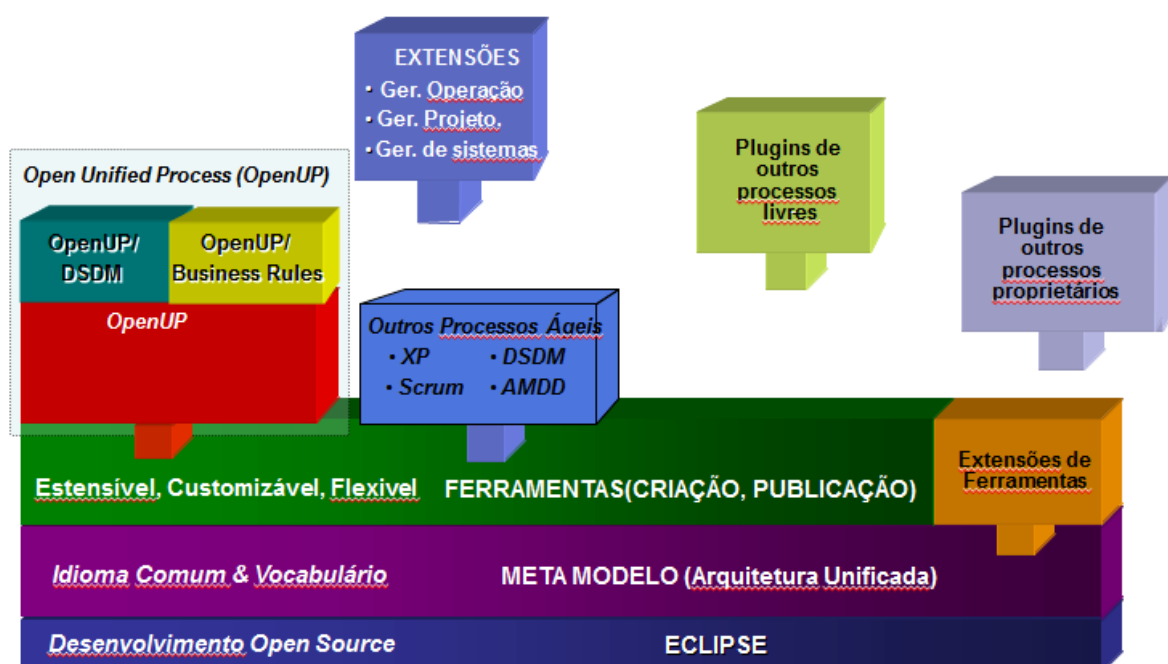 EXTENSÕES
• Ger. Operação
• Ger. Projeto.
• Ger. de sistemas
Open Unified Process (OpenUP)
OpenUP/
DSDM
OpenUP/
Business Rules
OpenUP
Outros Processos Ágeis
• XP • DSDM
• Scrum • AMDD
Plugins de
outros
processos
livres
Plugins de
outros
processos
proprietários
Estensível, Customizável, Flexivel FERRAMENTAS(CRIAÇÃO, PUBLICAÇÃO)
Extensões de
Ferramentas
Idioma Comum & Vocabulário META MODELO (Arquitetura Unificada)
Desenvolvimento Open Source ECLIPSE